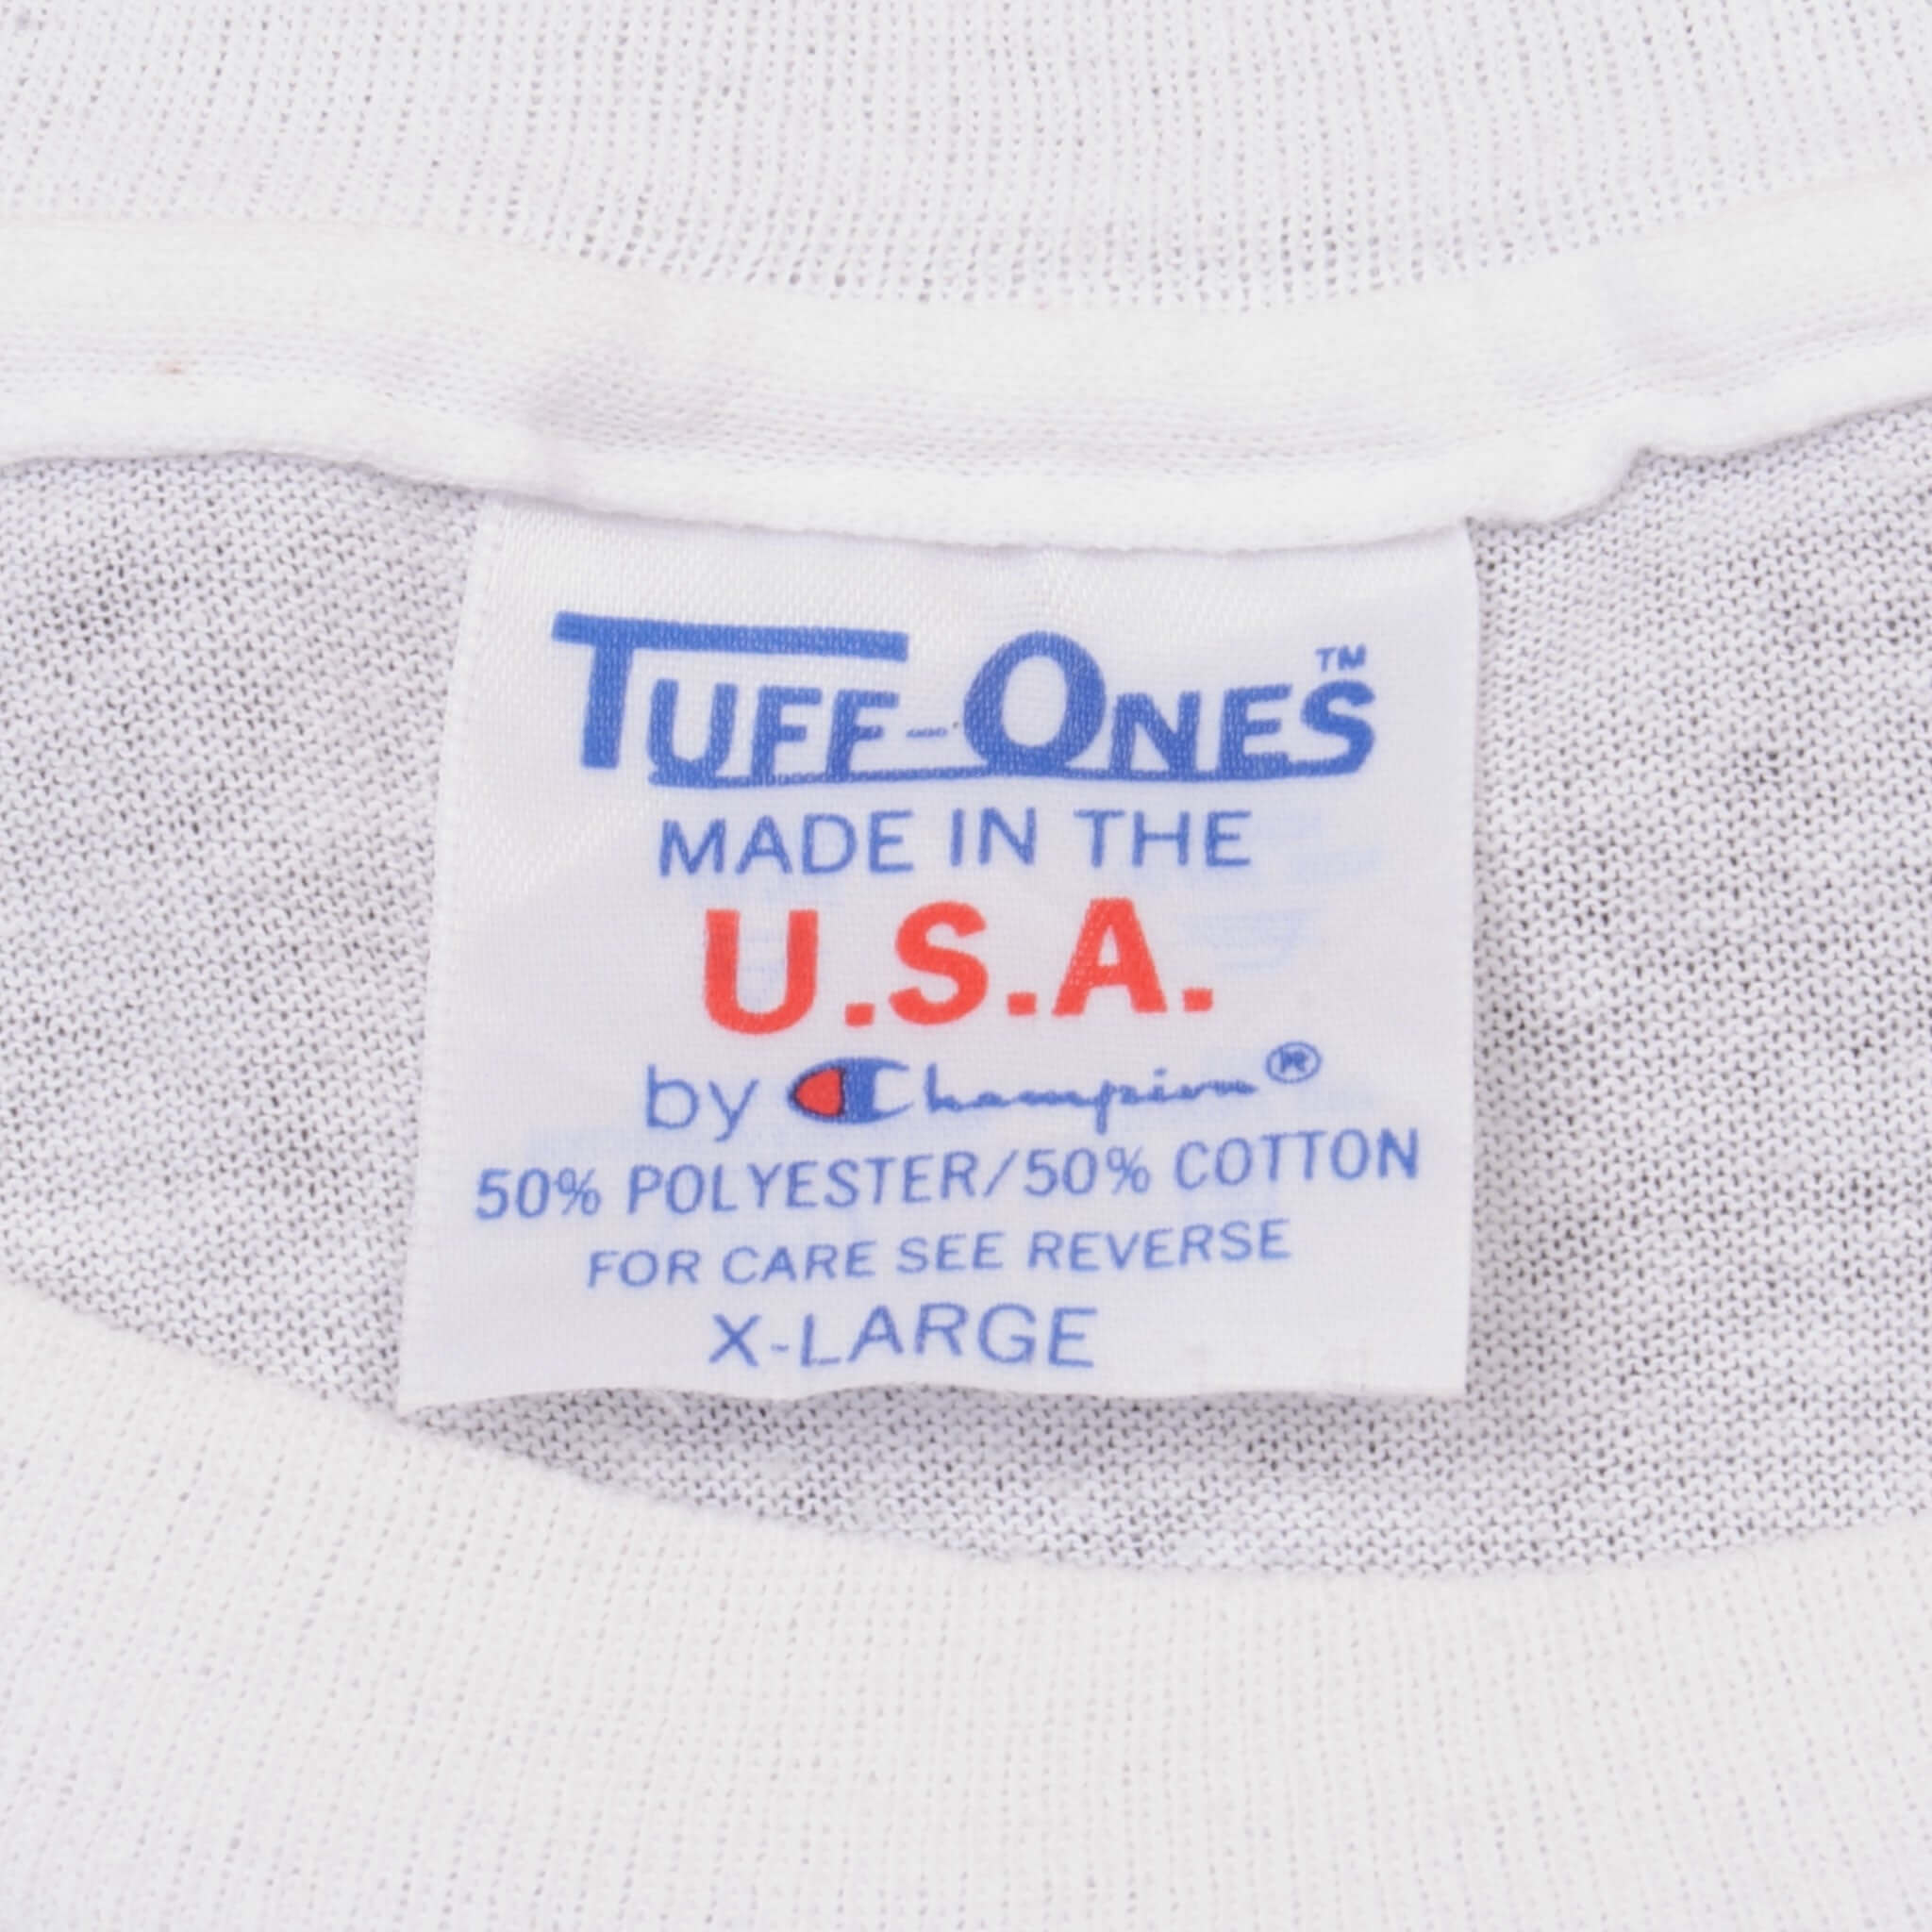 TUFF-ONES™
MADE IN THE
U.S.A.
by Champion®
50% POLYESTER/50% COTTON
FOR CARE SEE REVERSE
X-LARGE